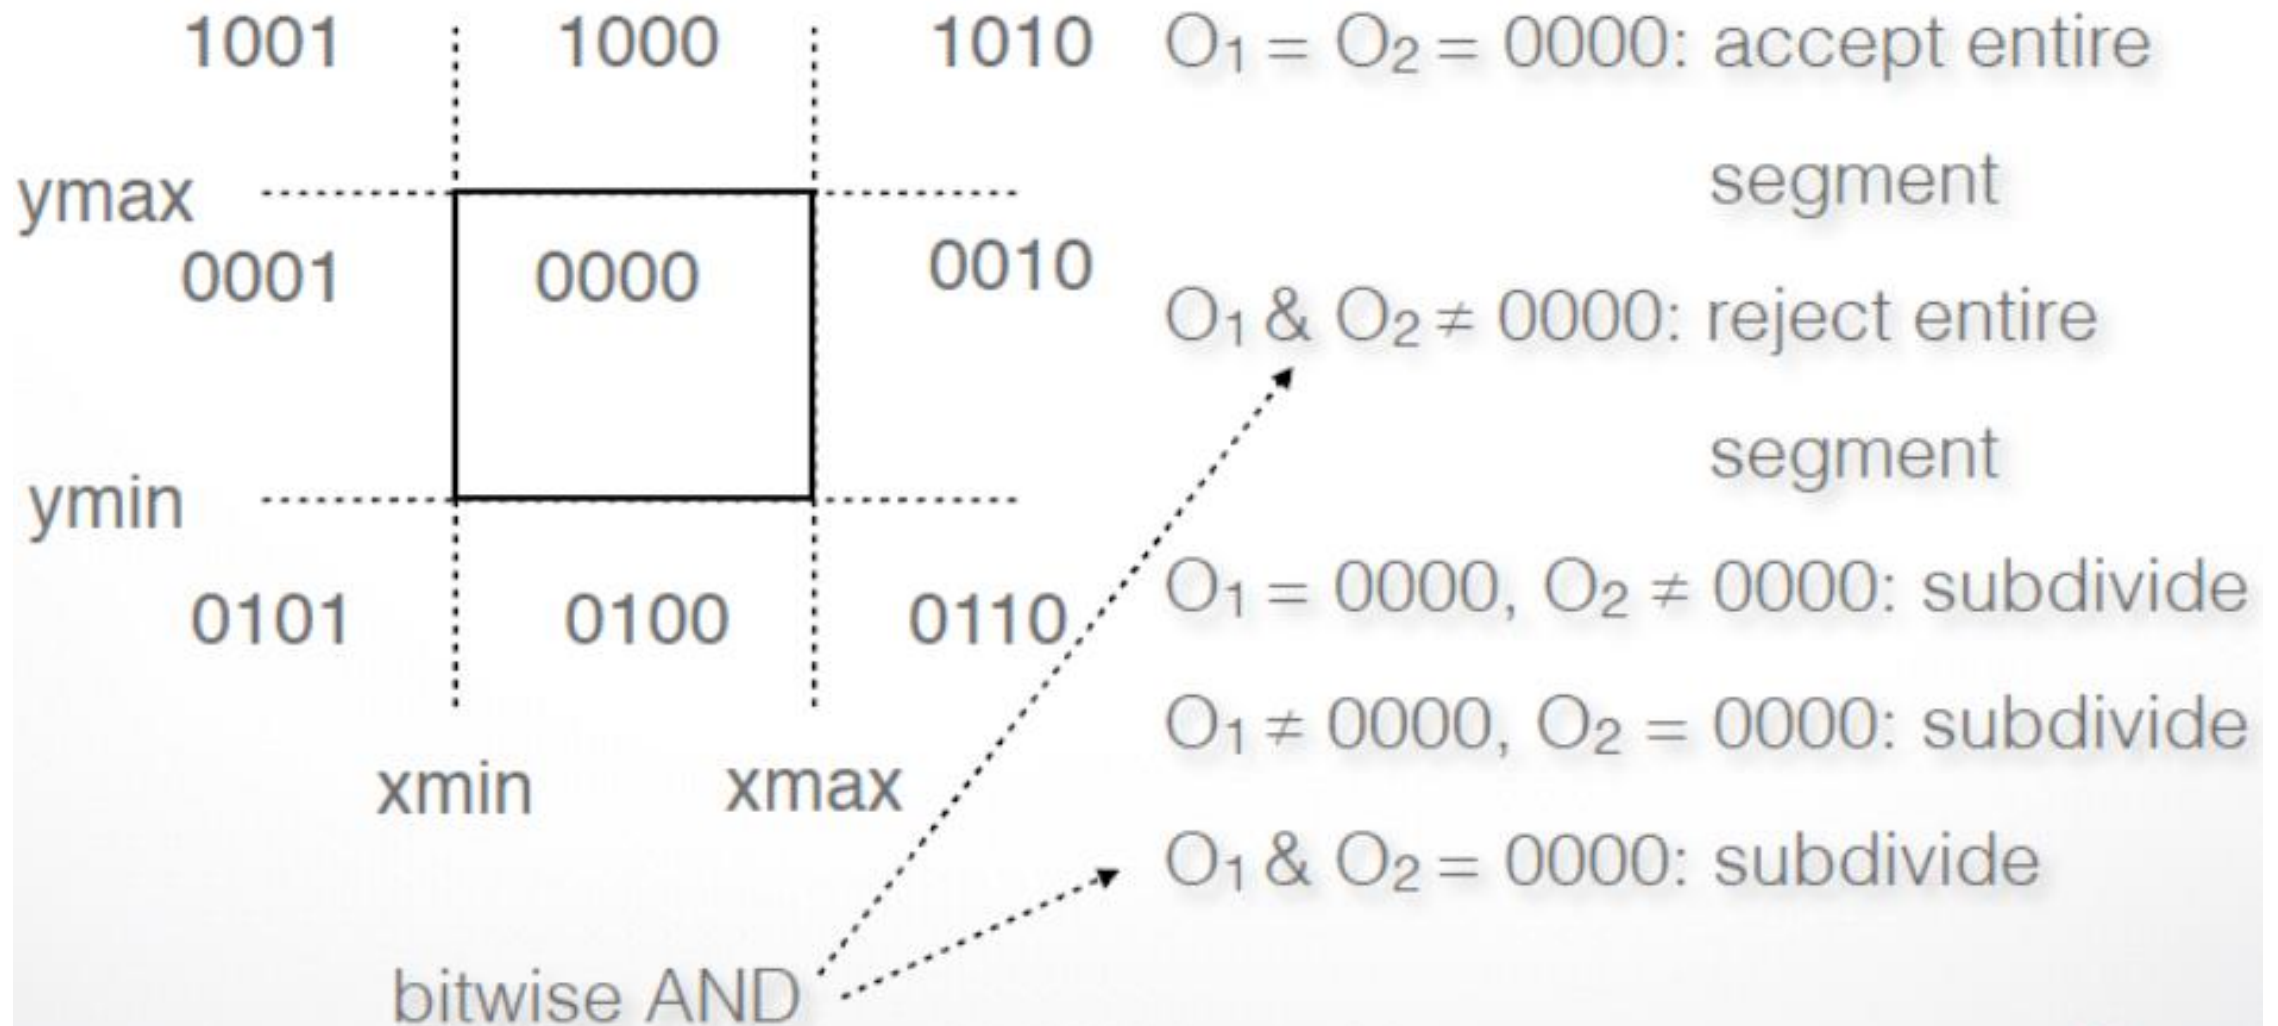 1001 1000 1010
ymax
0001 0000 0010
ymin
0101 0100 0110
xmin xmax
bitwise AND
O₁ = O₂ = 0000: accept entire
segment
O₁ & O₂ ≠ 0000: reject entire
segment
O₁ = 0000, O₂ ≠ 0000: subdivide
O₁ ≠ 0000, O₂ = 0000: subdivide
O₁ & O₂ = 0000: subdivide